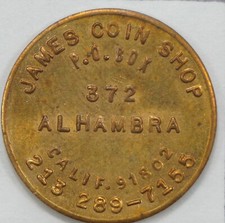 JAMES COIN SHOP
P.O. BOX
372
ALHAMBRA
CALIF. 91802
213 289-7155